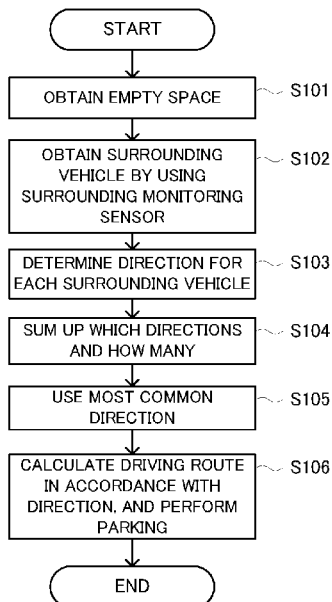 START
OBTAIN EMPTY SPACE
S101
OBTAIN SURROUNDING
VEHICLE BY USING
SURROUNDING MONITORING
SENSOR
S102
DETERMINE DIRECTION FOR
EACH SURROUNDING VEHICLE
S103
SUM UP WHICH DIRECTIONS
AND HOW MANY
S104
USE MOST COMMON
DIRECTION
S105
CALCULATE DRIVING ROUTE
IN ACCORDANCE WITH
DIRECTION, AND PERFORM
PARKING
S106
END